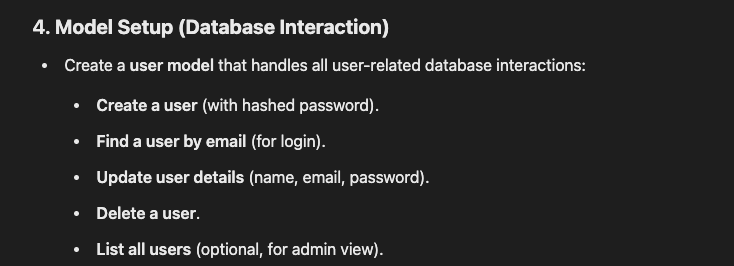 4. Model Setup (Database Interaction)
• Create a user model that handles all user-related database interactions:
• Create a user (with hashed password).
• Find a user by email (for login).
• Update user details (name, email, password).
• Delete a user.
• List all users (optional, for admin view).